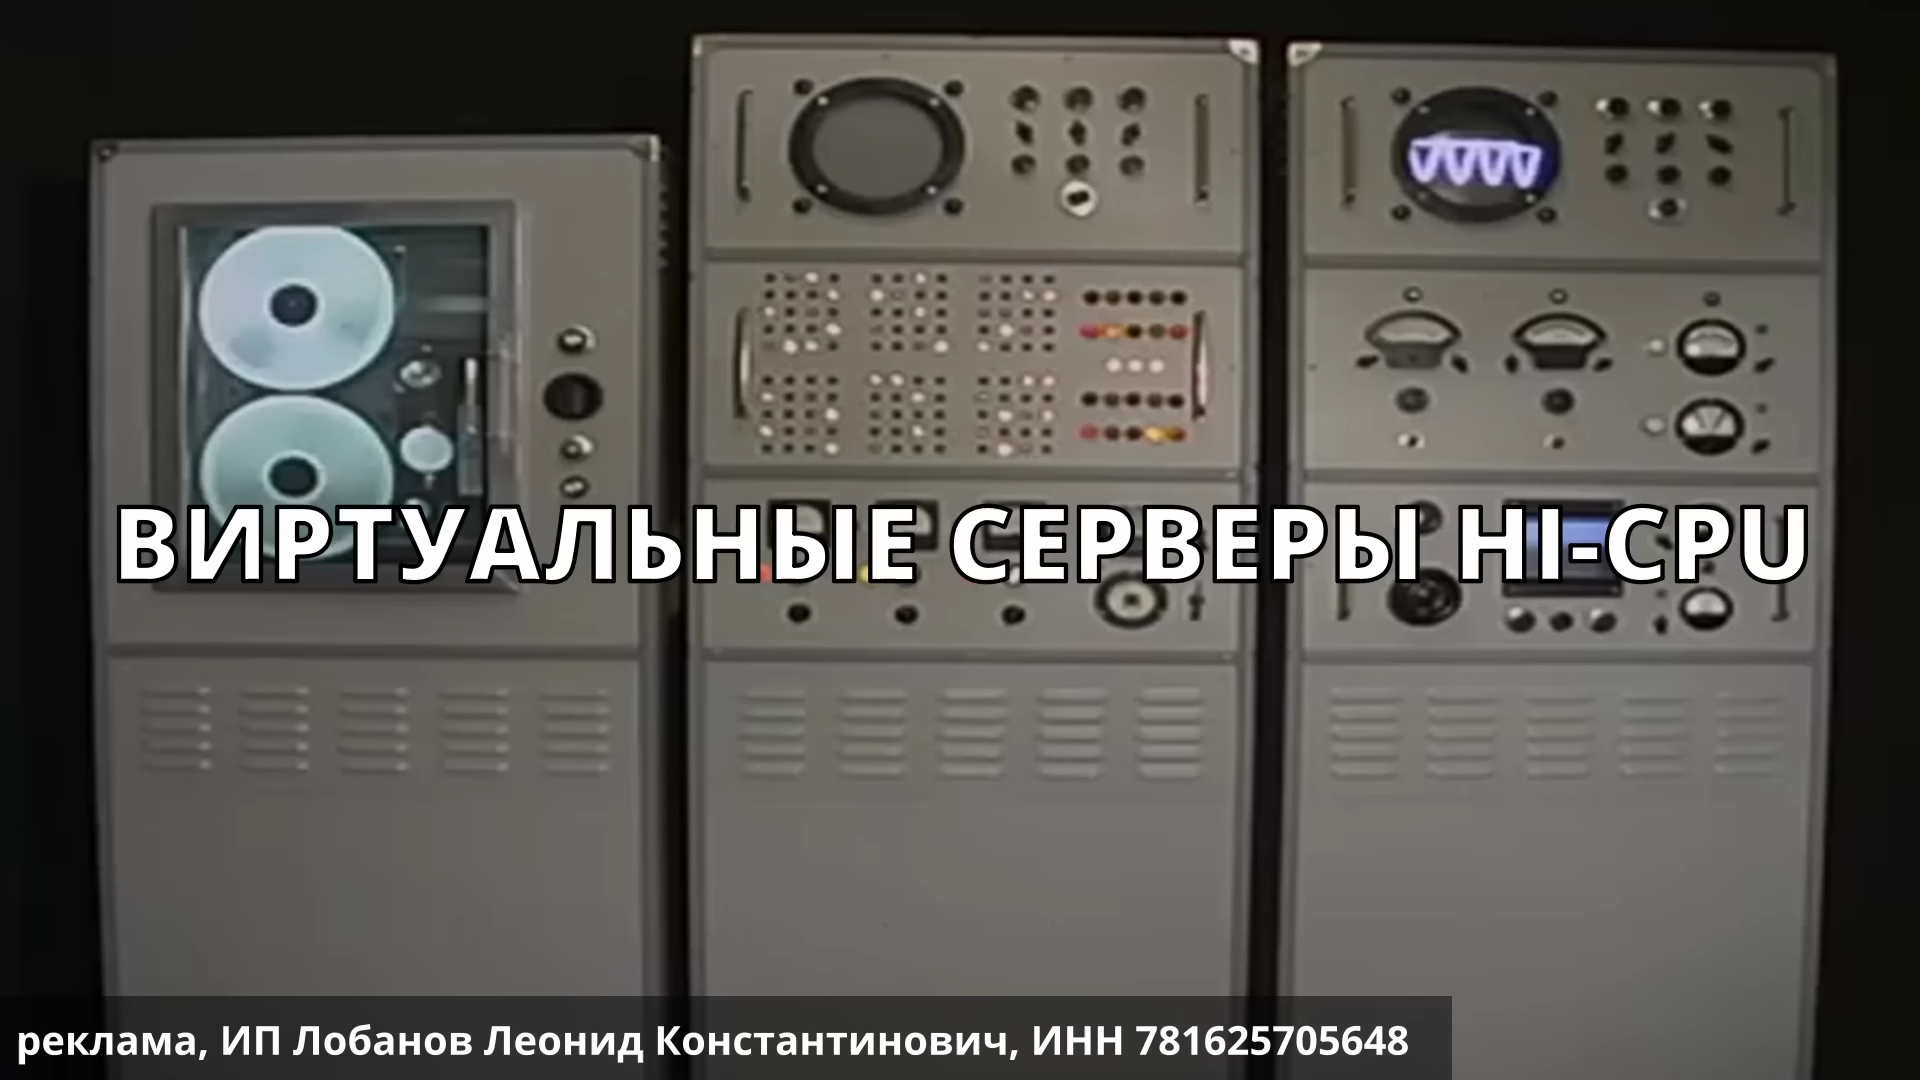 ВИРТУАЛЬНЫЕ СЕРВЕРЫ HI-CPU
реклама, ИП Лобанов Леонид Константинович, ИНН 781625705648